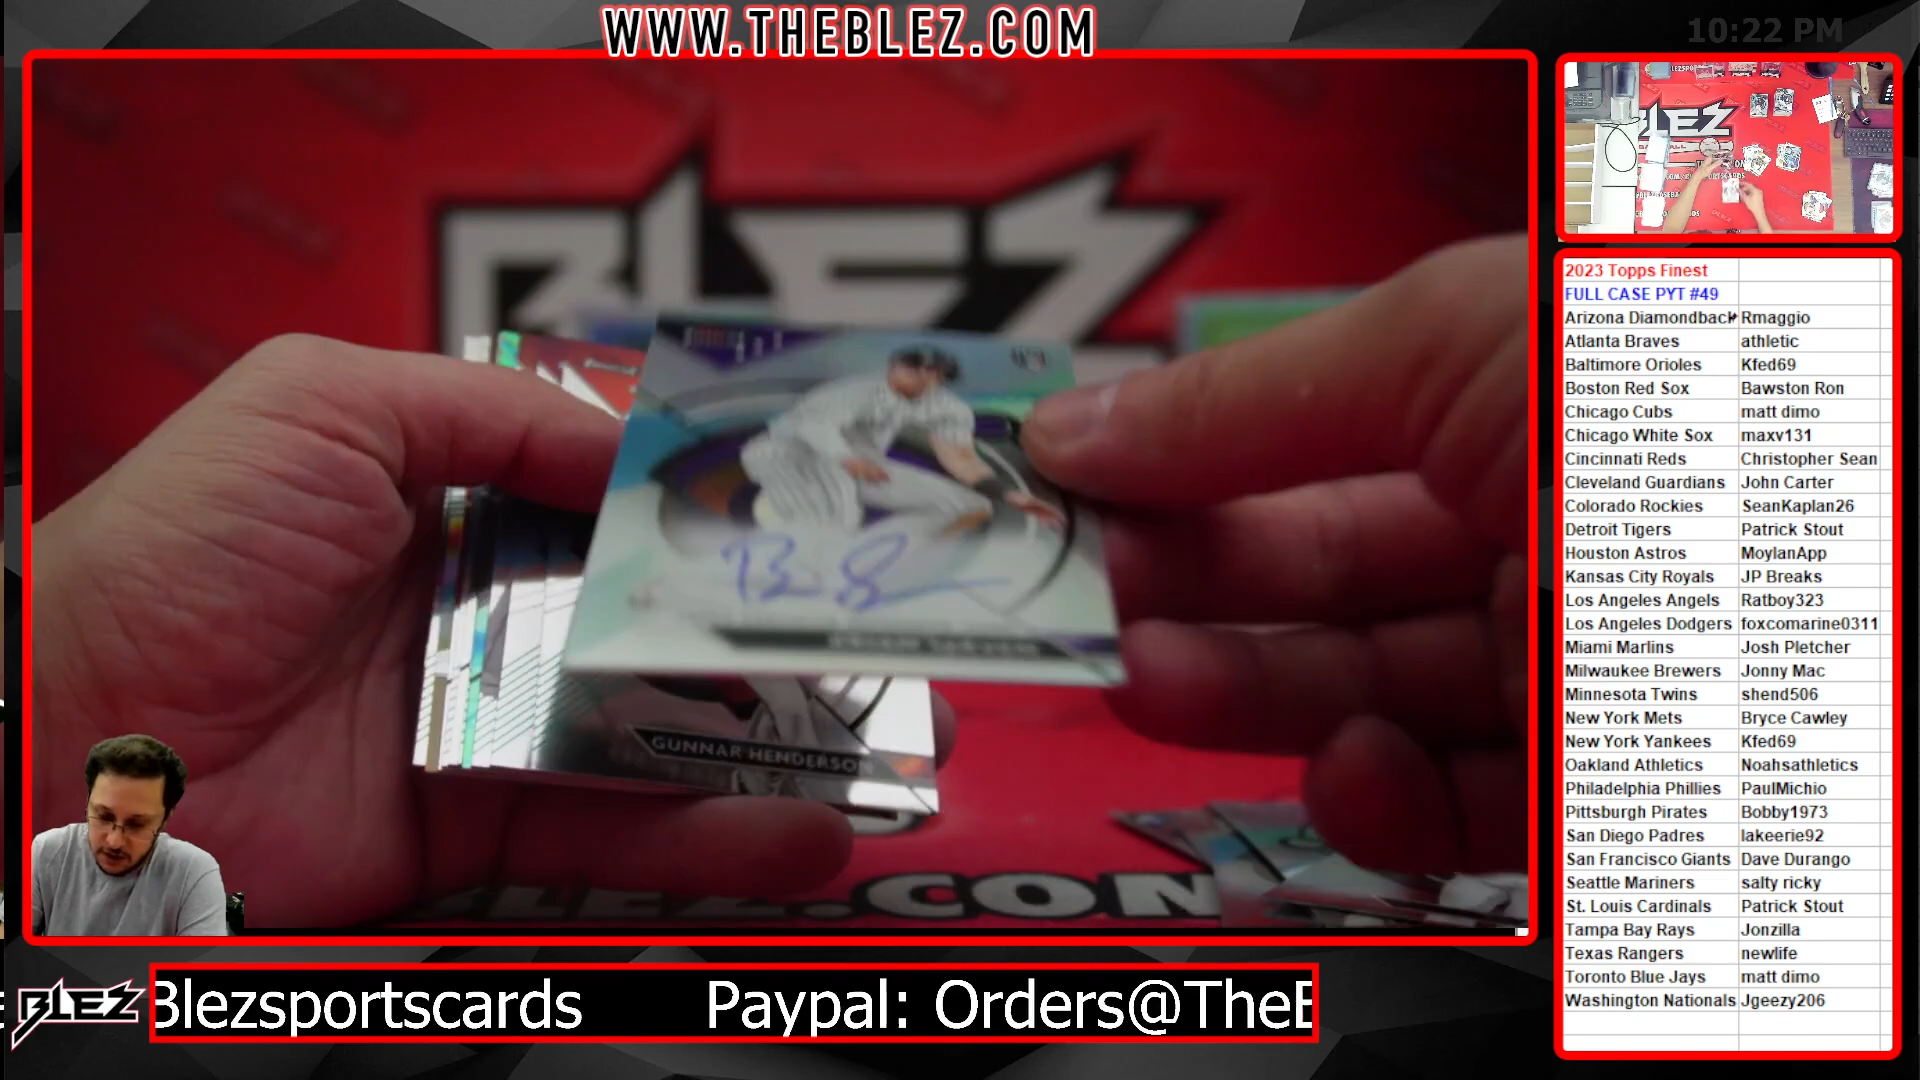 WWW.THEBLEZ.COM
10:22 PM
BLEZ
GUNNAR HENDERSON
BLEZ.COM
BLEZ
Blezsportscards Paypal: Orders@The
2023 Topps Finest
FULL CASE PYT #49
Arizona Diamondback Rmaggio
Atlanta Braves athletic
Baltimore Orioles Kfed69
Boston Red Sox Bawston Ron
Chicago Cubs matt dimo
Chicago White Sox maxv131
Cincinnati Reds Christopher Sean
Cleveland Guardians John Carter
Colorado Rockies SeanKaplan26
Detroit Tigers Patrick Stout
Houston Astros MoylanApp
Kansas City Royals JP Breaks
Los Angeles Angels Ratboy323
Los Angeles Dodgers foxcomarine0311
Miami Marlins Josh Pletcher
Milwaukee Brewers Jonny Mac
Minnesota Twins shend506
New York Mets Bryce Cawley
New York Yankees Kfed69
Oakland Athletics Noahsathletics
Philadelphia Phillies PaulMichio
Pittsburgh Pirates Bobby1973
San Diego Padres lakeerie92
San Francisco Giants Dave Durango
Seattle Mariners salty ricky
St. Louis Cardinals Patrick Stout
Tampa Bay Rays Jonzilla
Texas Rangers newlife
Toronto Blue Jays matt dimo
Washington Nationals Jgeezy206